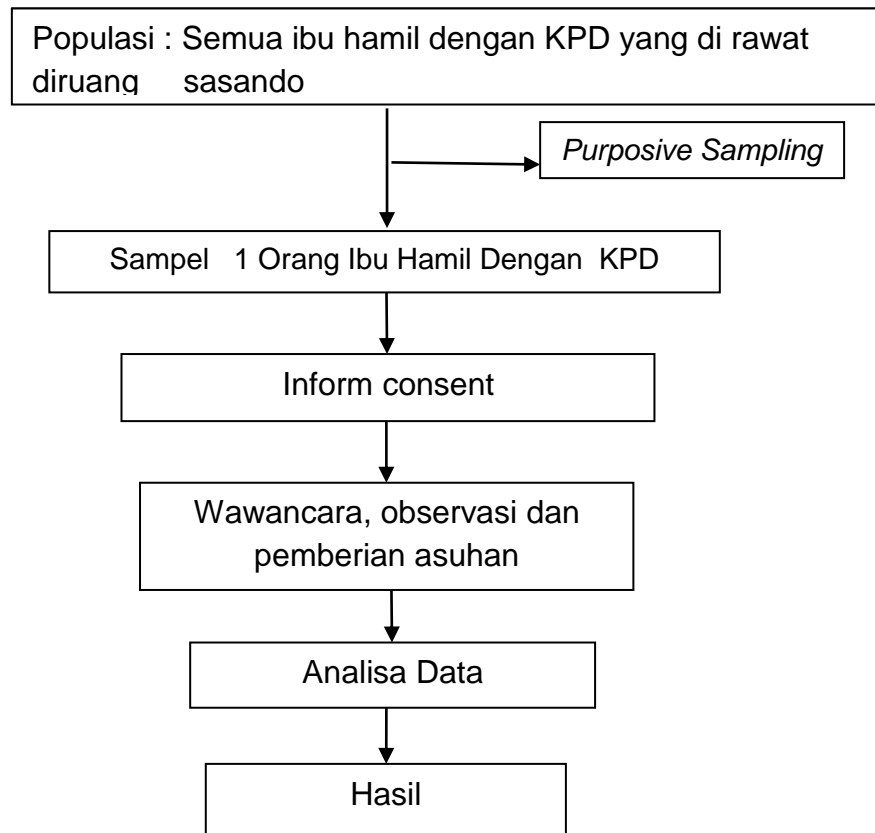 Populasi : Semua ibu hamil dengan KPD yang di rawat
diruang sasando
Purposive Sampling
Sampel 1 Orang Ibu Hamil Dengan KPD
Inform consent
Wawancara, observasi dan
pemberian asuhan
Analisa Data
Hasil